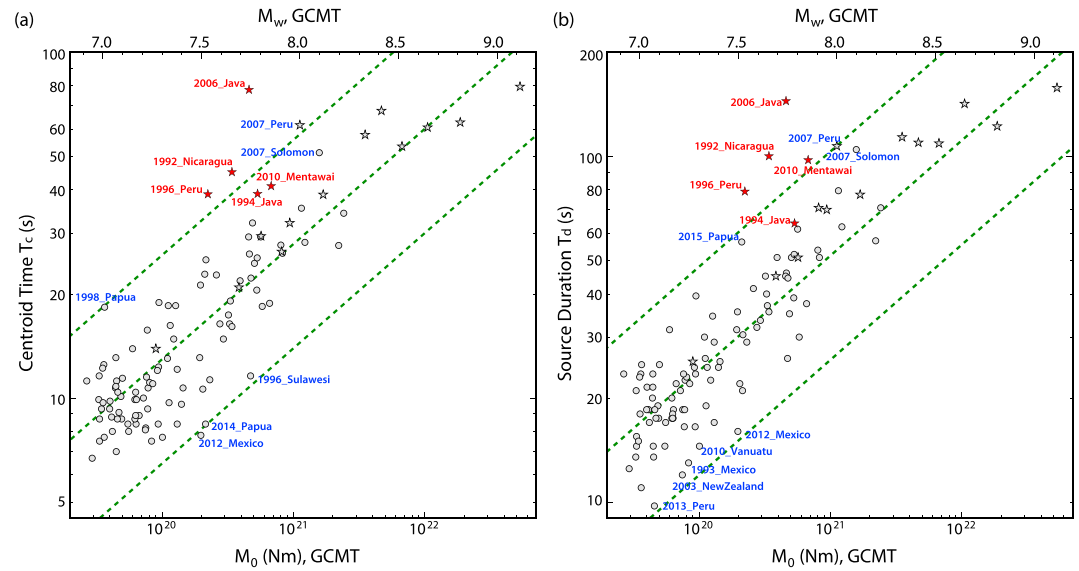 (a)
M_w, GCMT
7.0 7.5 8.0 8.5 9.0
Centroid Time Tc (s)
100
80
60
50
40
30
20
10
5
2006_Java
2007_Peru
1992_Nicaragua
2007_Solomon
2010_Mentawai
1996_Peru
1994_Java
1998_Papua
1996_Sulawesi
2014_Papua
2012_Mexico
10^20 10^21 10^22
M_0 (Nm), GCMT
(b)
M_w, GCMT
7.0 7.5 8.0 8.5 9.0
Source Duration Td (s)
200
100
80
60
50
40
30
20
10
2006_Java
2007_Peru
1992_Nicaragua
2007_Solomon
2010_Mentawai
1996_Peru
1994_Java
2015_Papua
2012_Mexico
2010_Vanuatu
1993_Mexico
2003_NewZealand
2013_Peru
10^20 10^21 10^22
M_0 (Nm), GCMT